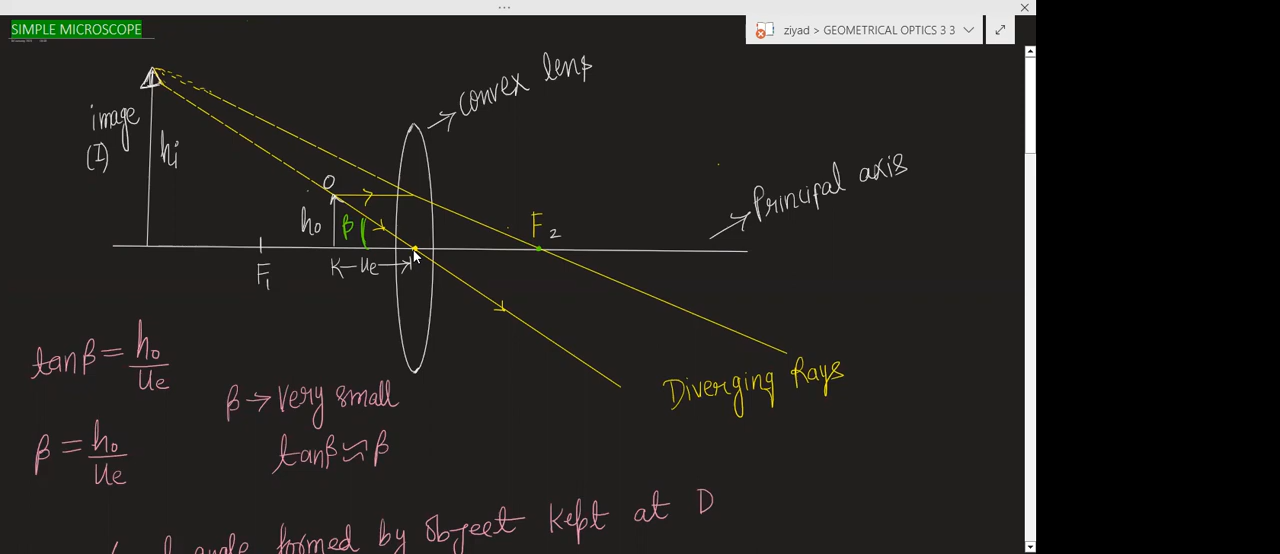 SIMPLE MICROSCOPE
ziyad > GEOMETRICAL OPTICS 3 3
convex lens
image
(I)
hi
O
ho
β
F2
Principal axis
F1
ue
tanβ = ho/ue
β → Very small
Diverging Rays
β = ho/ue
tanβ ≃ β
angle formed by object kept at D